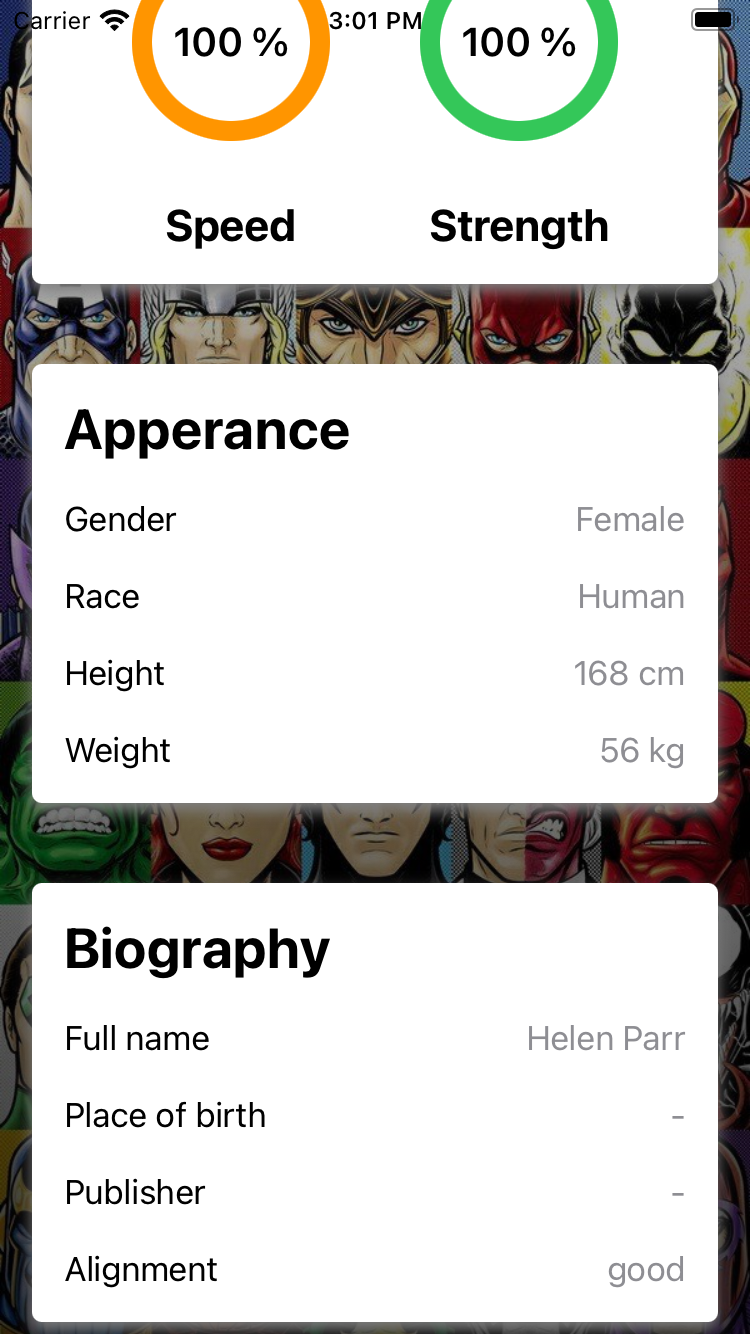 Carrier 3:01 PM
100 % 100 %
Speed Strength
Apperance
Gender Female
Race Human
Height 168 cm
Weight 56 kg
Biography
Full name Helen Parr
Place of birth -
Publisher -
Alignment good